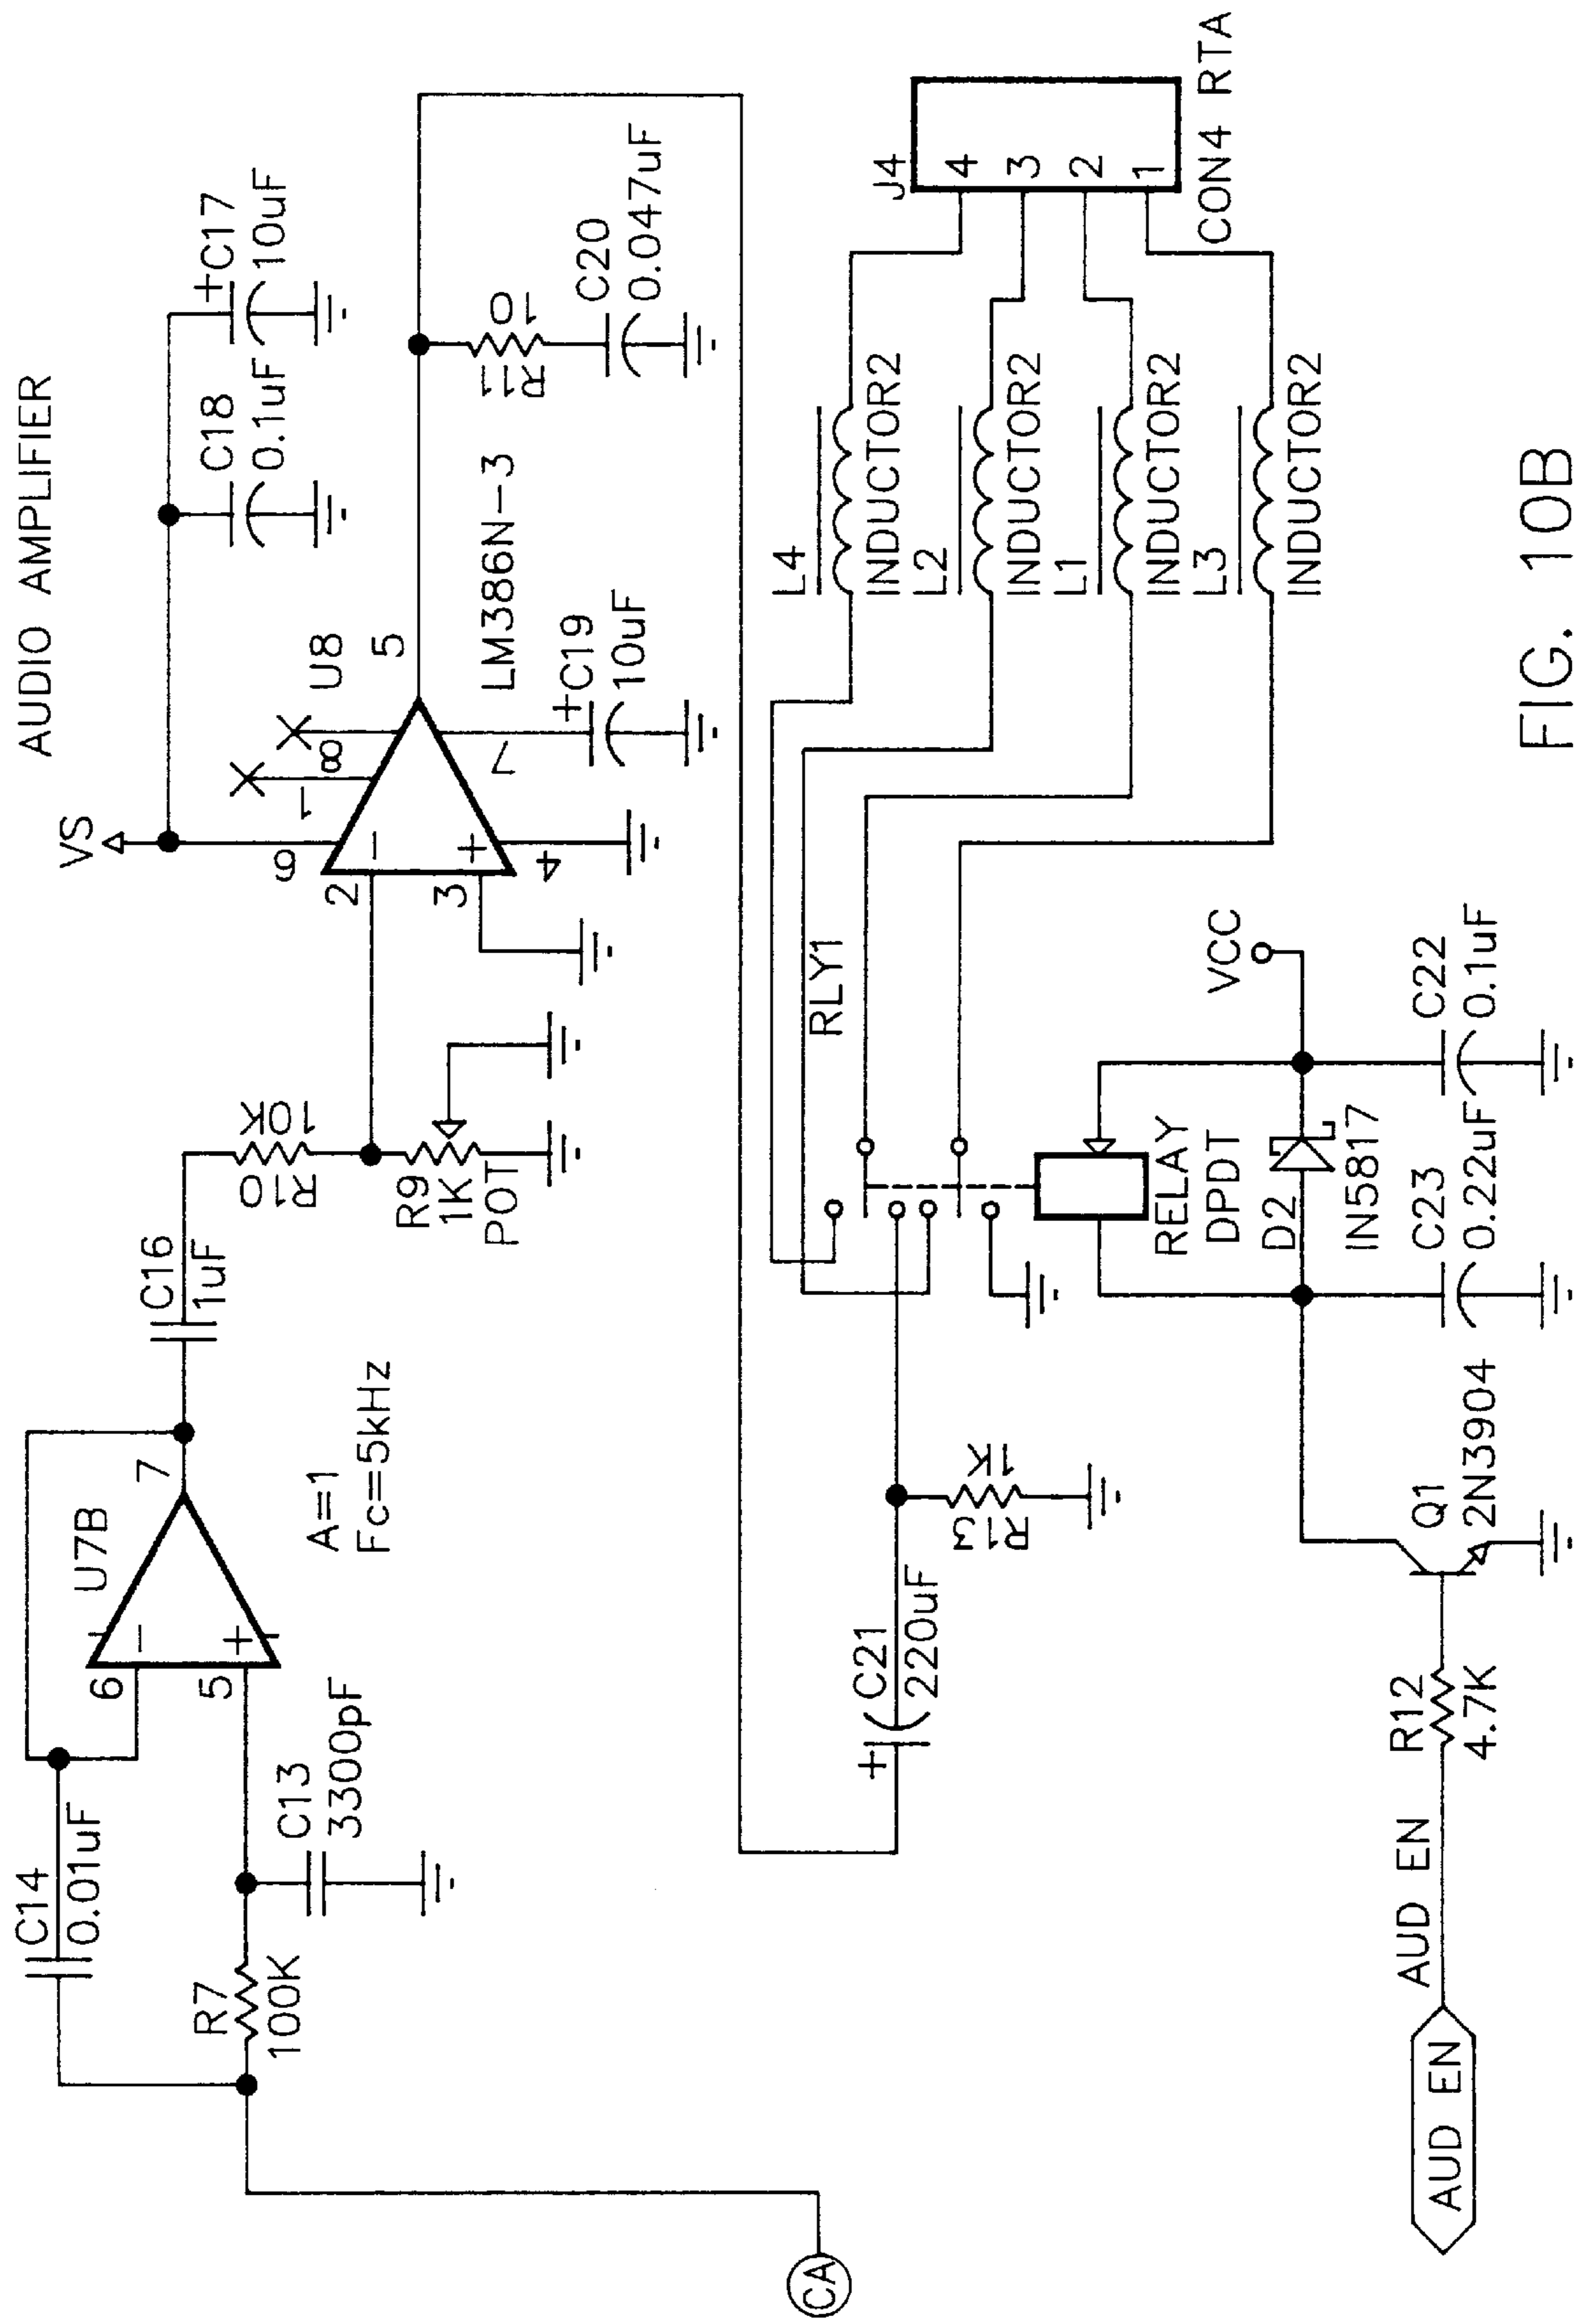 AUDIO AMPLIFIER
C14
0.01uF
R7
100K
C13
3300pF
6
5
-
+
U7B
7
A=1
Fc=5kHz
C16
1uF
R10
10K
R9
1K
POT
VS
6
2
3
4
-
+
1
8
7
U8
5
LM386N-3
C19
+
10uF
C18
0.1uF
+
C17
10uF
R11
10
C20
0.047uF
CA
+
C21
220uF
R13
1K
RLY1
RELAY
DPDT
L4
INDUCTOR2
L2
INDUCTOR2
L1
INDUCTOR2
L3
INDUCTOR2
J4
4
3
2
1
CON4 RTA
AUD EN
AUD EN
R12
4.7K
Q1
2N3904
D2
IN5817
C23
0.22uF
VCC
C22
0.1uF
FIG. 10B